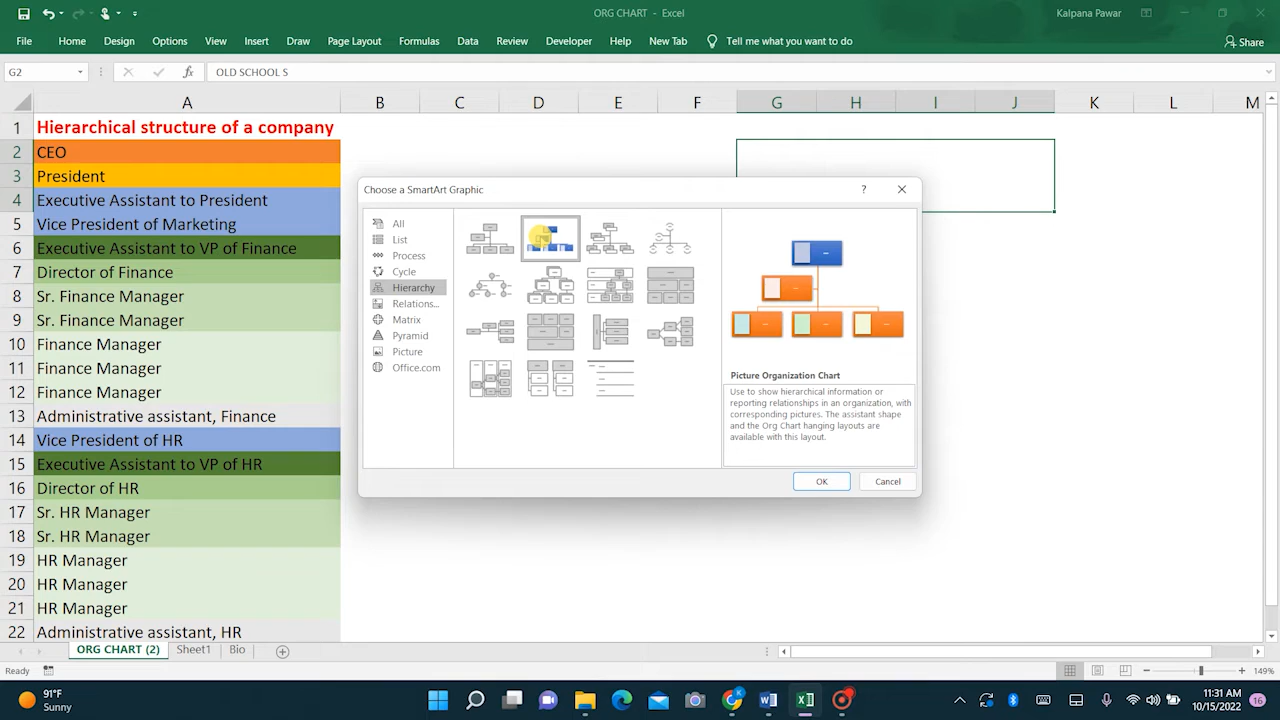 ORG CHART - Excel
Kalpana Pawar
File
Home
Design
Options
View
Insert
Draw
Page Layout
Formulas
Data
Review
Developer
Help
New Tab
Tell me what you want to do
Share
G2
fx
OLD SCHOOL S
A
B
C
D
E
F
G
H
I
J
K
L
M
1
Hierarchical structure of a company
2
CEO
3
President
4
Executive Assistant to President
5
Vice President of Marketing
6
Executive Assistant to VP of Finance
7
Director of Finance
8
Sr. Finance Manager
9
Sr. Finance Manager
10
Finance Manager
11
Finance Manager
12
Finance Manager
13
Administrative assistant, Finance
14
Vice President of HR
15
Executive Assistant to VP of HR
16
Director of HR
17
Sr. HR Manager
18
Sr. HR Manager
19
HR Manager
20
HR Manager
21
HR Manager
22
Administrative assistant, HR
Choose a SmartArt Graphic
?
All
List
Process
Cycle
Hierarchy
Relations...
Matrix
Pyramid
Picture
Office.com
Picture Organization Chart
Use to show hierarchical information or
reporting relationships in an organization, with
corresponding pictures. The assistant shape
and the Org Chart hanging layouts are
available with this layout.
OK
Cancel
ORG CHART (2)
Sheet1
Bio
Ready
149%
91°F
Sunny
11:31 AM
10/15/2022
16